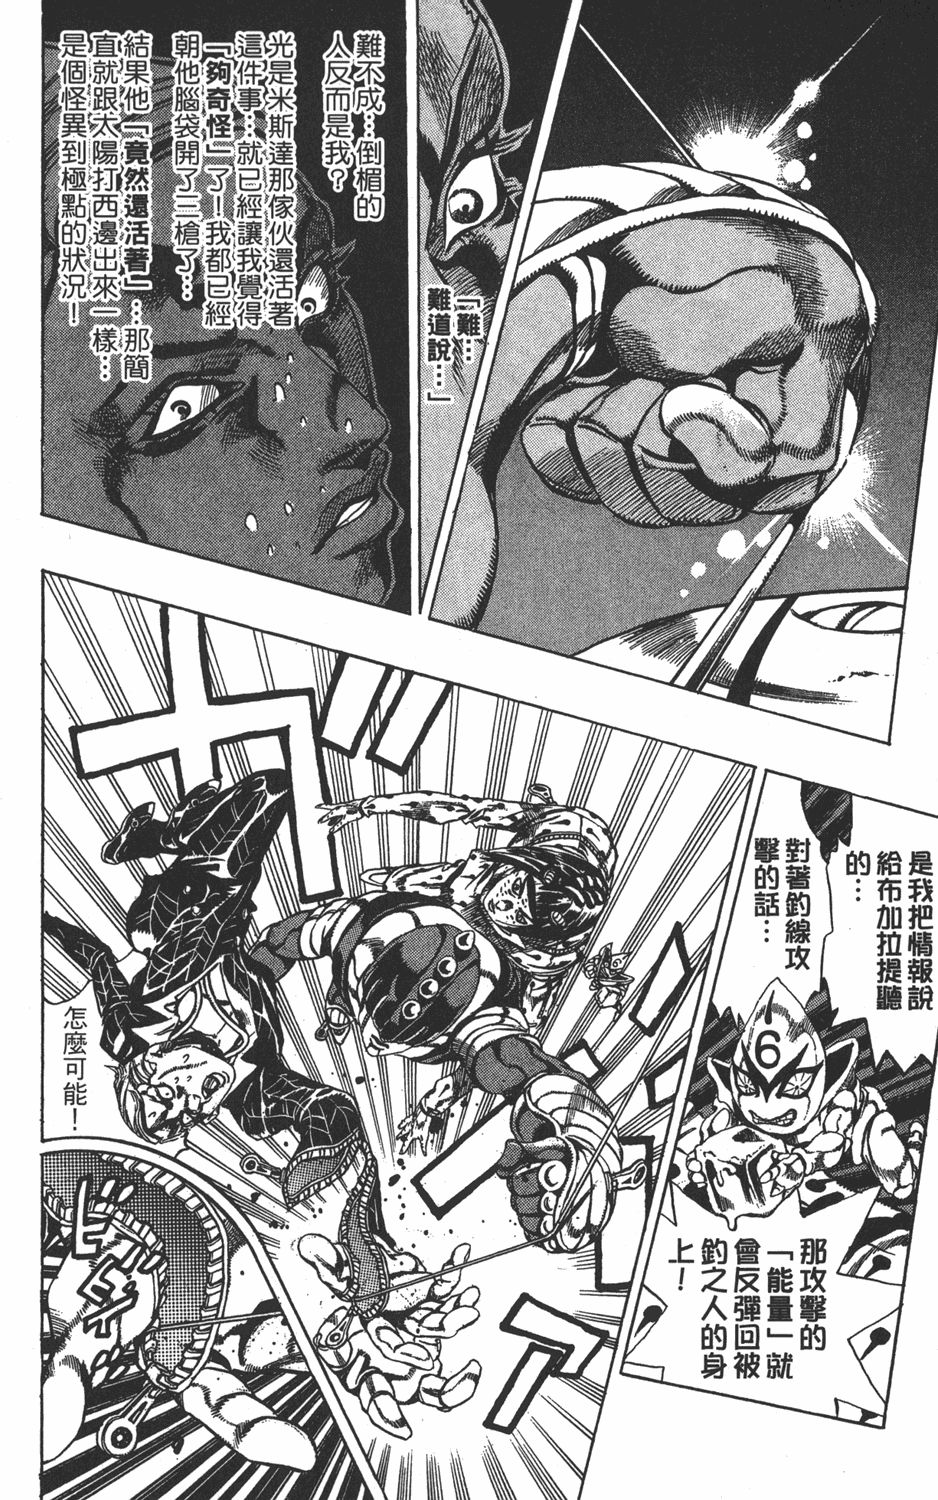 「難…
難道說…」
難不成…倒楣的
人反而是我？
光是米斯達那傢伙還活著
這件事…就已經讓我覺得
「夠奇怪」了！我都已經
朝他腦袋開了三槍了…
結果他「竟然還活著」…那簡
直就跟太陽打西邊出來一樣…
是個怪異到極點的狀況！
是我把情報說
給布加拉提聽
的…
對著釣線攻
擊的話…
6
那攻擊的
「能量」就
會反彈回被
釣之人的身
上！
ガ
怎麼可能！